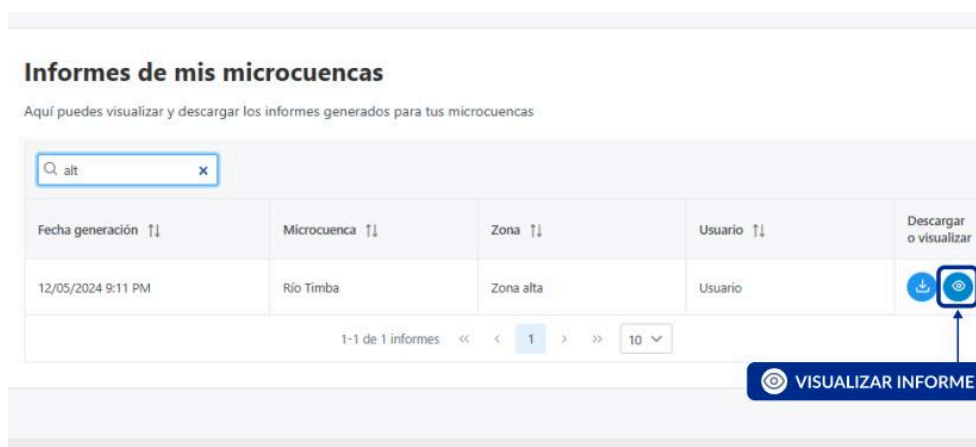 Informes de mis microcuencas
Aquí puedes visualizar y descargar los informes generados para tus microcuencas
alt
Fecha generación Microcuenca Zona Usuario Descargar
o visualizar
12/05/2024 9:11 PM Río Timba Zona alta Usuario
1-1 de 1 informes « < 1 > » 10
VISUALIZAR INFORME